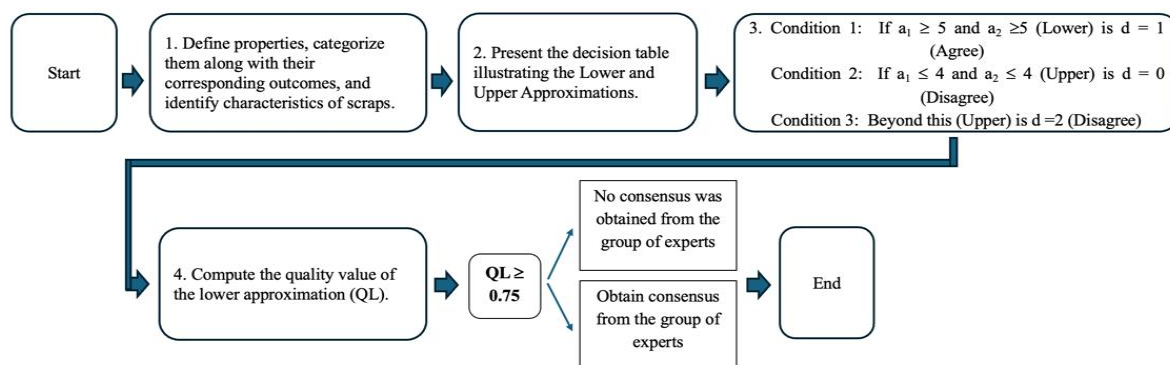 Start
1. Define properties, categorize
them along with their
corresponding outcomes, and
identify characteristics of scraps.
2. Present the decision table
illustrating the Lower and
Upper Approximations.
3. Condition 1: If a₁ ≥ 5 and a₂ ≥5 (Lower) is d = 1
(Agree)
Condition 2: If a₁ ≤ 4 and a₂ ≤ 4 (Upper) is d = 0
(Disagree)
Condition 3: Beyond this (Upper) is d =2 (Disagree)
4. Compute the quality value of
the lower approximation (QL).
QL ≥
0.75
No consensus was
obtained from the
group of experts
Obtain consensus
from the group of
experts
End